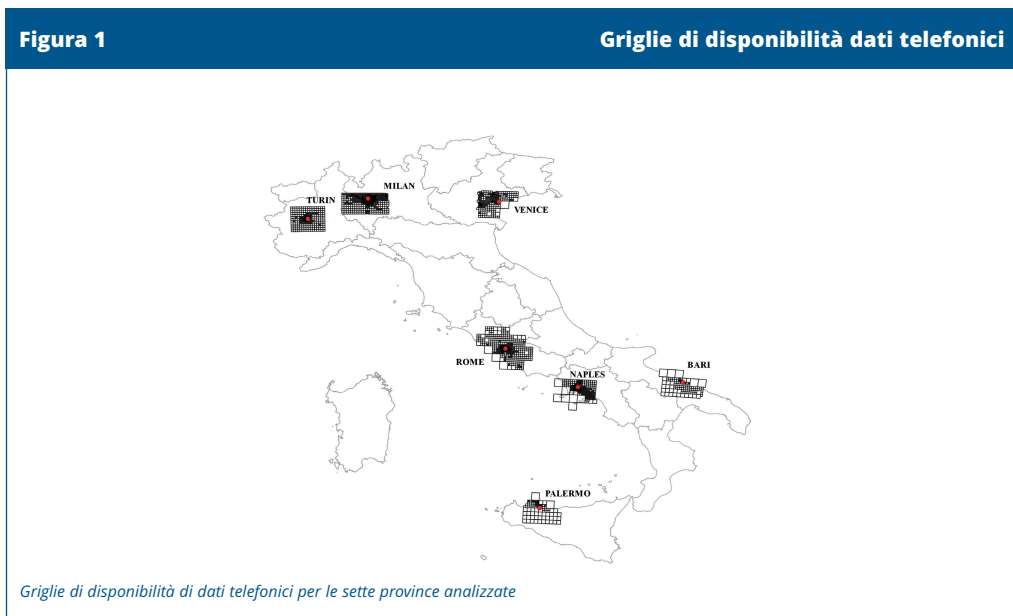 Figura 1 Griglie di disponibilità dati telefonici
MILAN
TURIN
VENICE
ROME
NAPLES
BARI
PALERMO
Griglie di disponibilità di dati telefonici per le sette province analizzate